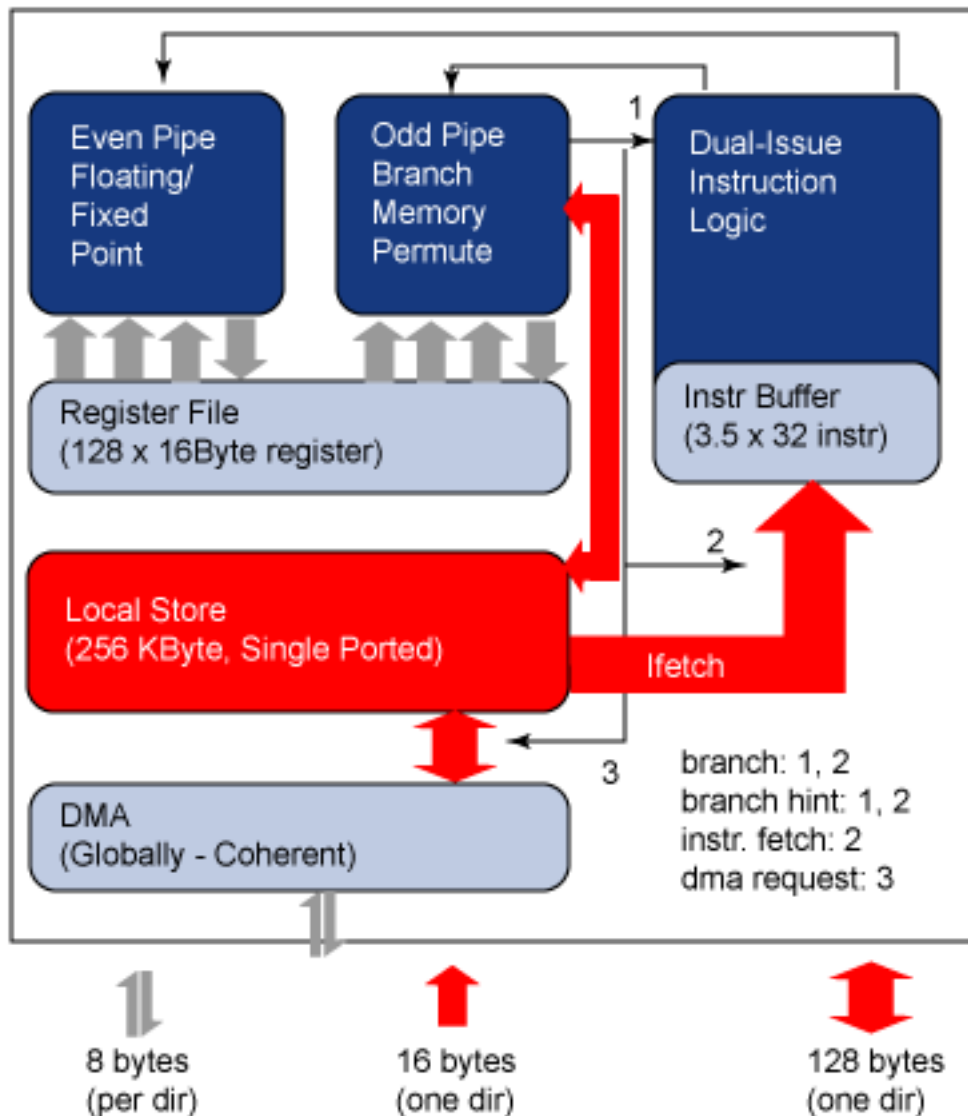 Even Pipe
Floating/
Fixed
Point
Odd Pipe
Branch
Memory
Permute
1
Dual-Issue
Instruction
Logic
Register File
(128 x 16Byte register)
Instr Buffer
(3.5 x 32 instr)
2
Local Store
(256 KByte, Single Ported)
Ifetch
3
DMA
(Globally - Coherent)
branch: 1, 2
branch hint: 1, 2
instr. fetch: 2
dma request: 3
8 bytes
(per dir)
16 bytes
(one dir)
128 bytes
(one dir)